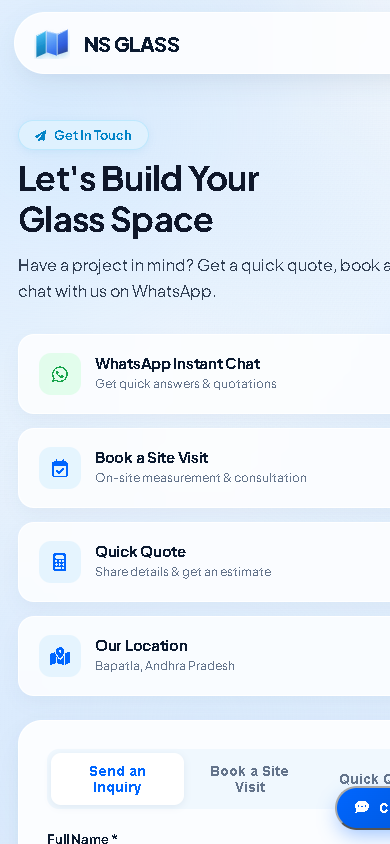 NS GLASS
Get In Touch
Let's Build Your
Glass Space
Have a project in mind? Get a quick quote, book a
chat with us on WhatsApp.
WhatsApp Instant Chat
Get quick answers & quotations
Book a Site Visit
On-site measurement & consultation
Quick Quote
Share details & get an estimate
Our Location
Bapatla, Andhra Pradesh
Send an
Inquiry
Book a Site
Visit
Quick
Full Name *